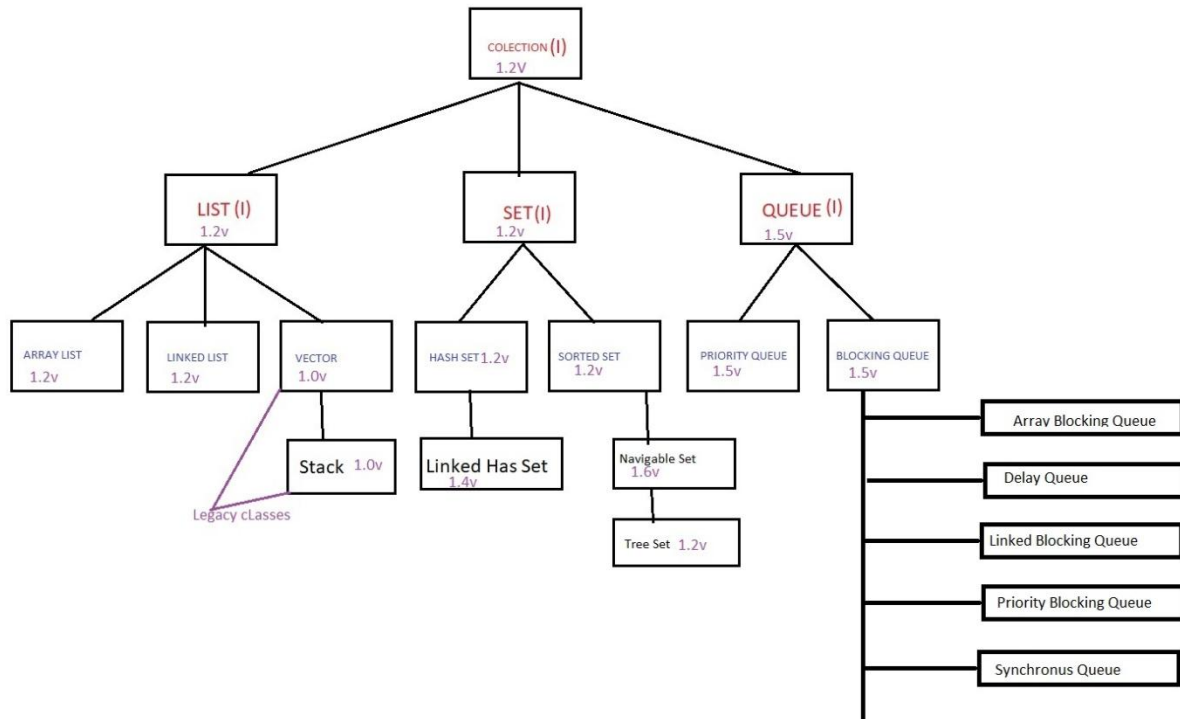 COLECTION (I)
1.2V
LIST (I)
1.2v
SET (I)
1.2v
QUEUE (I)
1.5v
ARRAY LIST
1.2v
LINKED LIST
1.2v
VECTOR
1.0v
HASH SET 1.2v
SORTED SET
1.2v
PRIORITY QUEUE
1.5v
BLOCKING QUEUE
1.5v
Stack 1.0v
Legacy cLasses
Linked Has Set
1.4v
Navigable Set
1.6v
Tree Set 1.2v
Array Blocking Queue
Delay Queue
Linked Blocking Queue
Priority Blocking Queue
Synchronus Queue